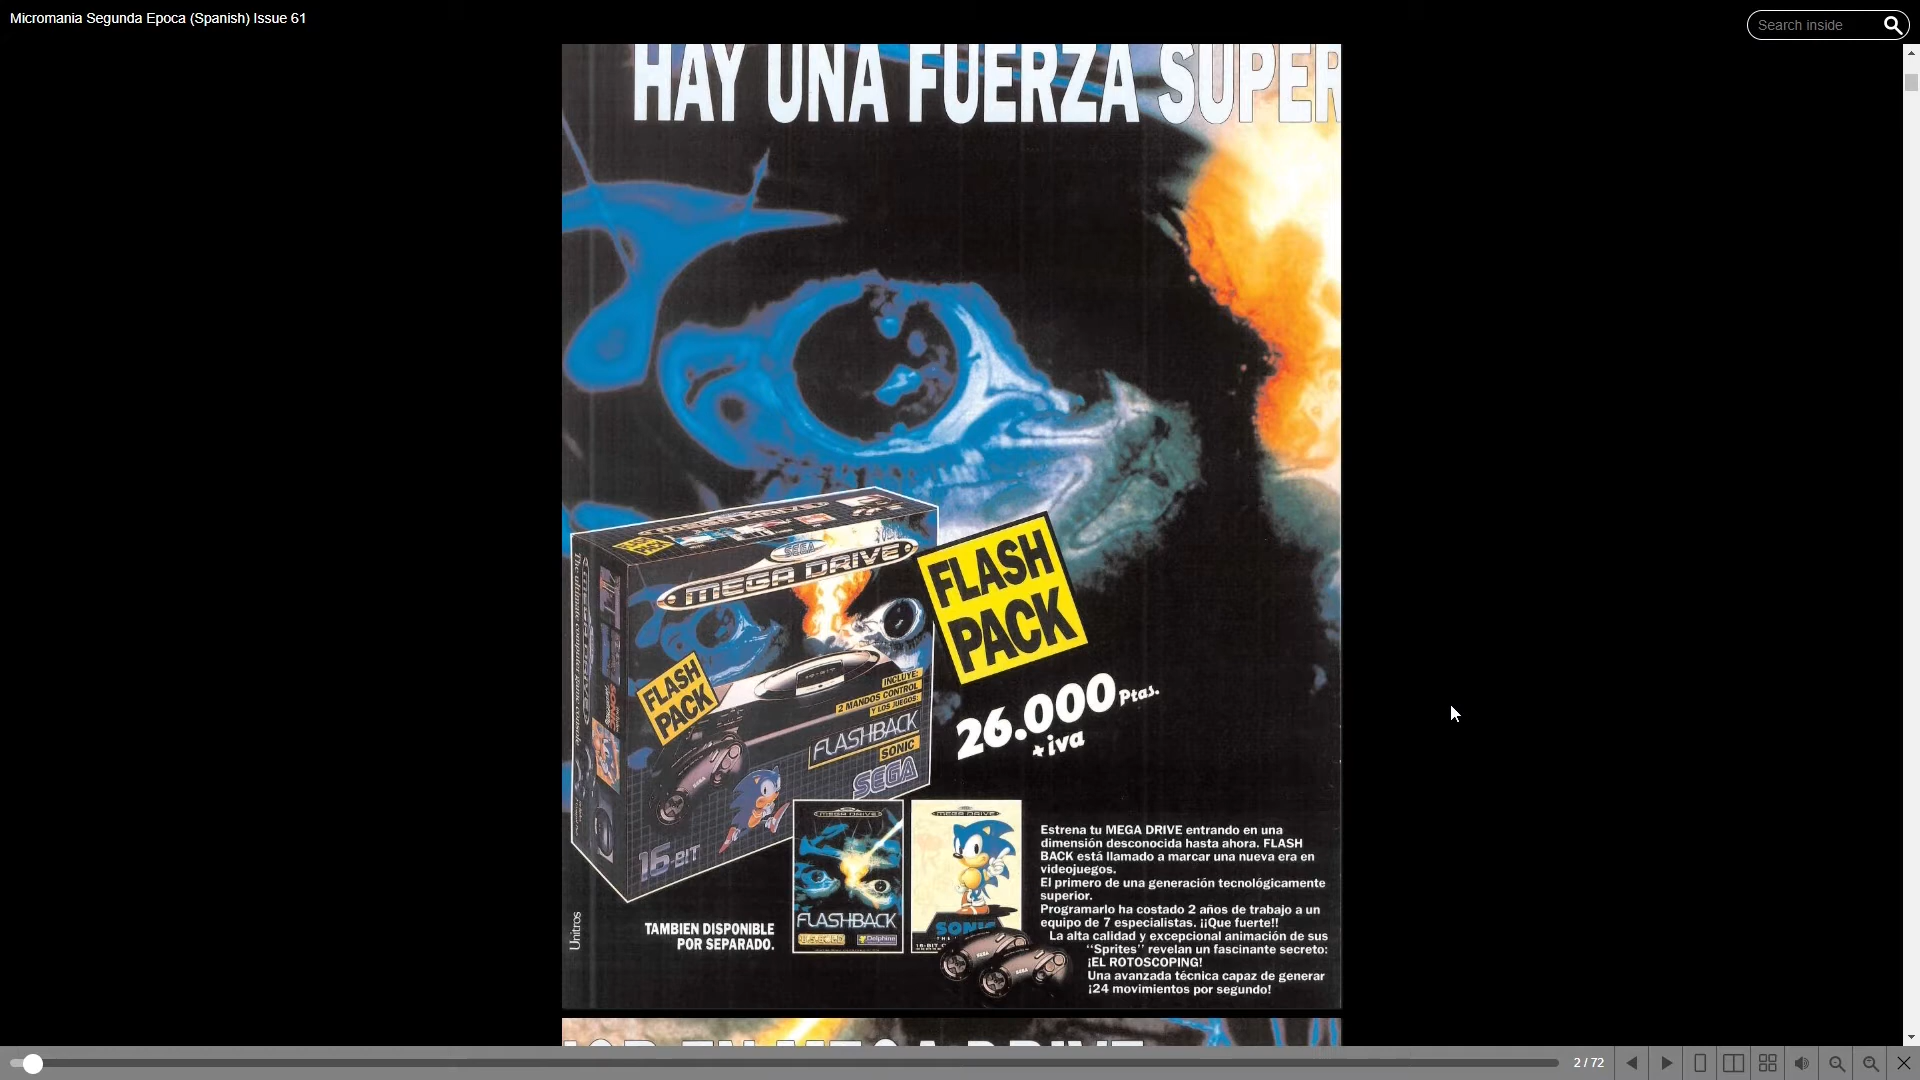 Micromania Segunda Epoca (Spanish) Issue 61
Search inside
HAY UNA FUERZA SUPER
SEGA
MEGA DRIVE
FLASH
PACK
26.000 Ptas.
+iva
FLASH
PACK
INCLUYE:
2 MANDOS CONTROL
Y LOS JUEGOS:
FLASHBACK
SONIC
SEGA
16-BIT
MEGA DRIVE
FLASHBACK
Delphine
MEGA DRIVE
SONIC
Unitros
TAMBIEN DISPONIBLE
POR SEPARADO.
Estrena tu MEGA DRIVE entrando en una
dimensión desconocida hasta ahora. FLASH
BACK está llamado a marcar una nueva era en
videojuegos.
El primero de una generación tecnológicamente
superior.
Programarlo ha costado 2 años de trabajo a un
equipo de 7 especialistas. ¡¡Que fuerte!!
La alta calidad y excepcional animación de sus
"Sprites" revelan un fascinante secreto:
¡EL ROTOSCOPING!
Una avanzada técnica capaz de generar
¡24 movimientos por segundo!
2 / 72